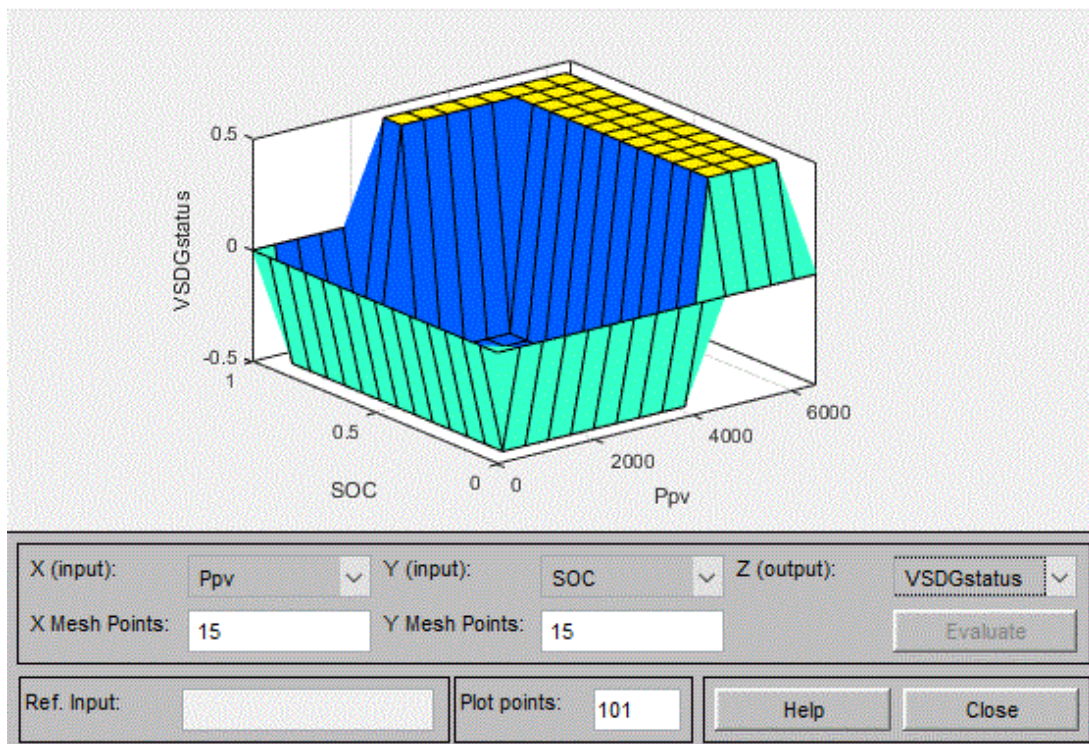 0.5
0
-0.5
VSDGstatus
1
0.5
0
SOC
0
2000
4000
6000
Ppv
X (input):
Ppv
Y (input):
SOC
Z (output):
VSDGstatus
X Mesh Points:
15
Y Mesh Points:
15
Evaluate
Ref. Input:
Plot points:
101
Help
Close